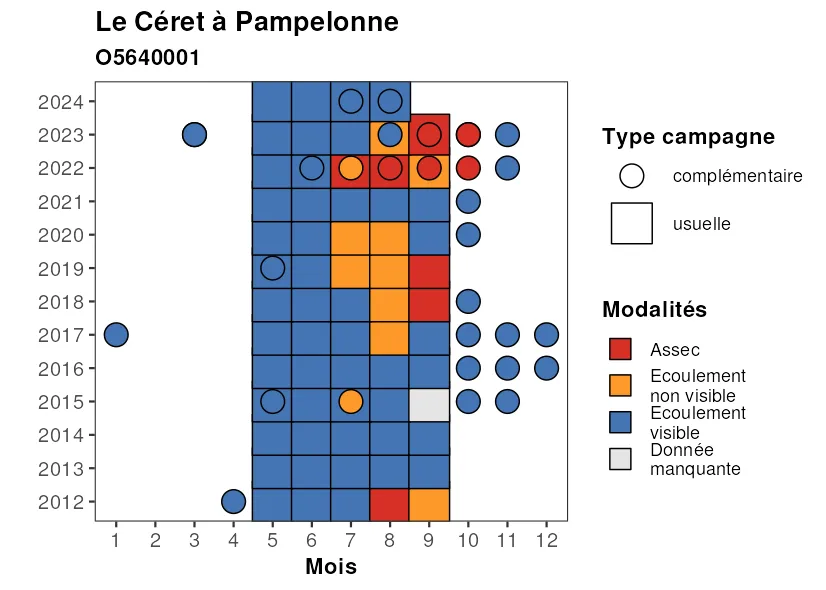 Le Céret à Pampelonne
O5640001
2024
2023
2022
2021
2020
2019
2018
2017
2016
2015
2014
2013
2012
1 2 3 4 5 6 7 8 9 10 11 12
Mois
Type campagne
complémentaire
usuelle
Modalités
Assec
Ecoulement
non visible
Ecoulement
visible
Donnée
manquante